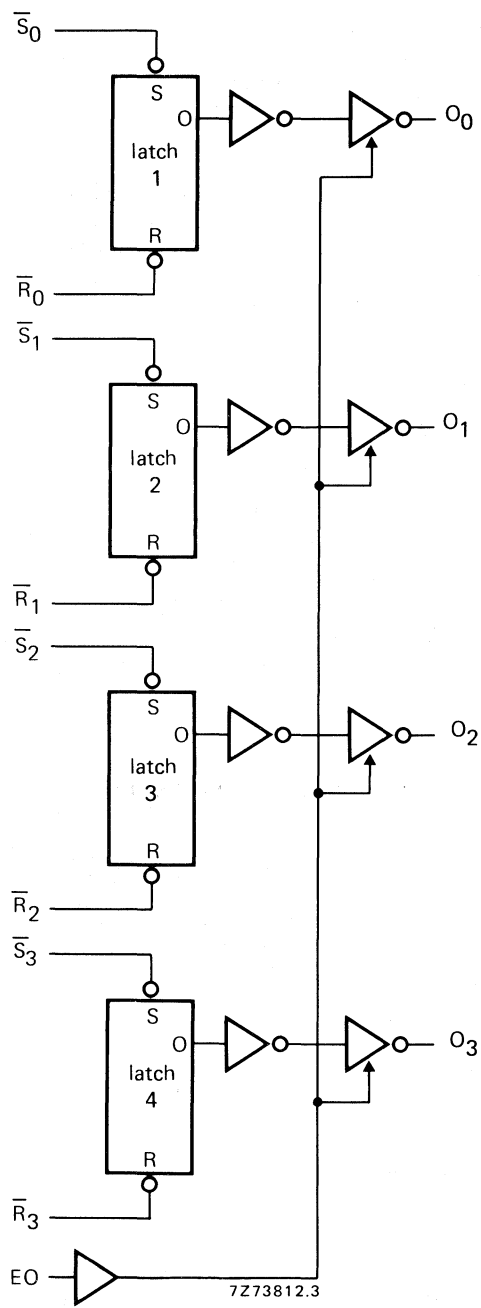 S̅0
S
O
O0
latch
1
R
R̅0
S̅1
S
O
O1
latch
2
R
R̅1
S̅2
S
O
O2
latch
3
R
R̅2
S̅3
S
O
O3
latch
4
R
R̅3
EO
7Z73812.3